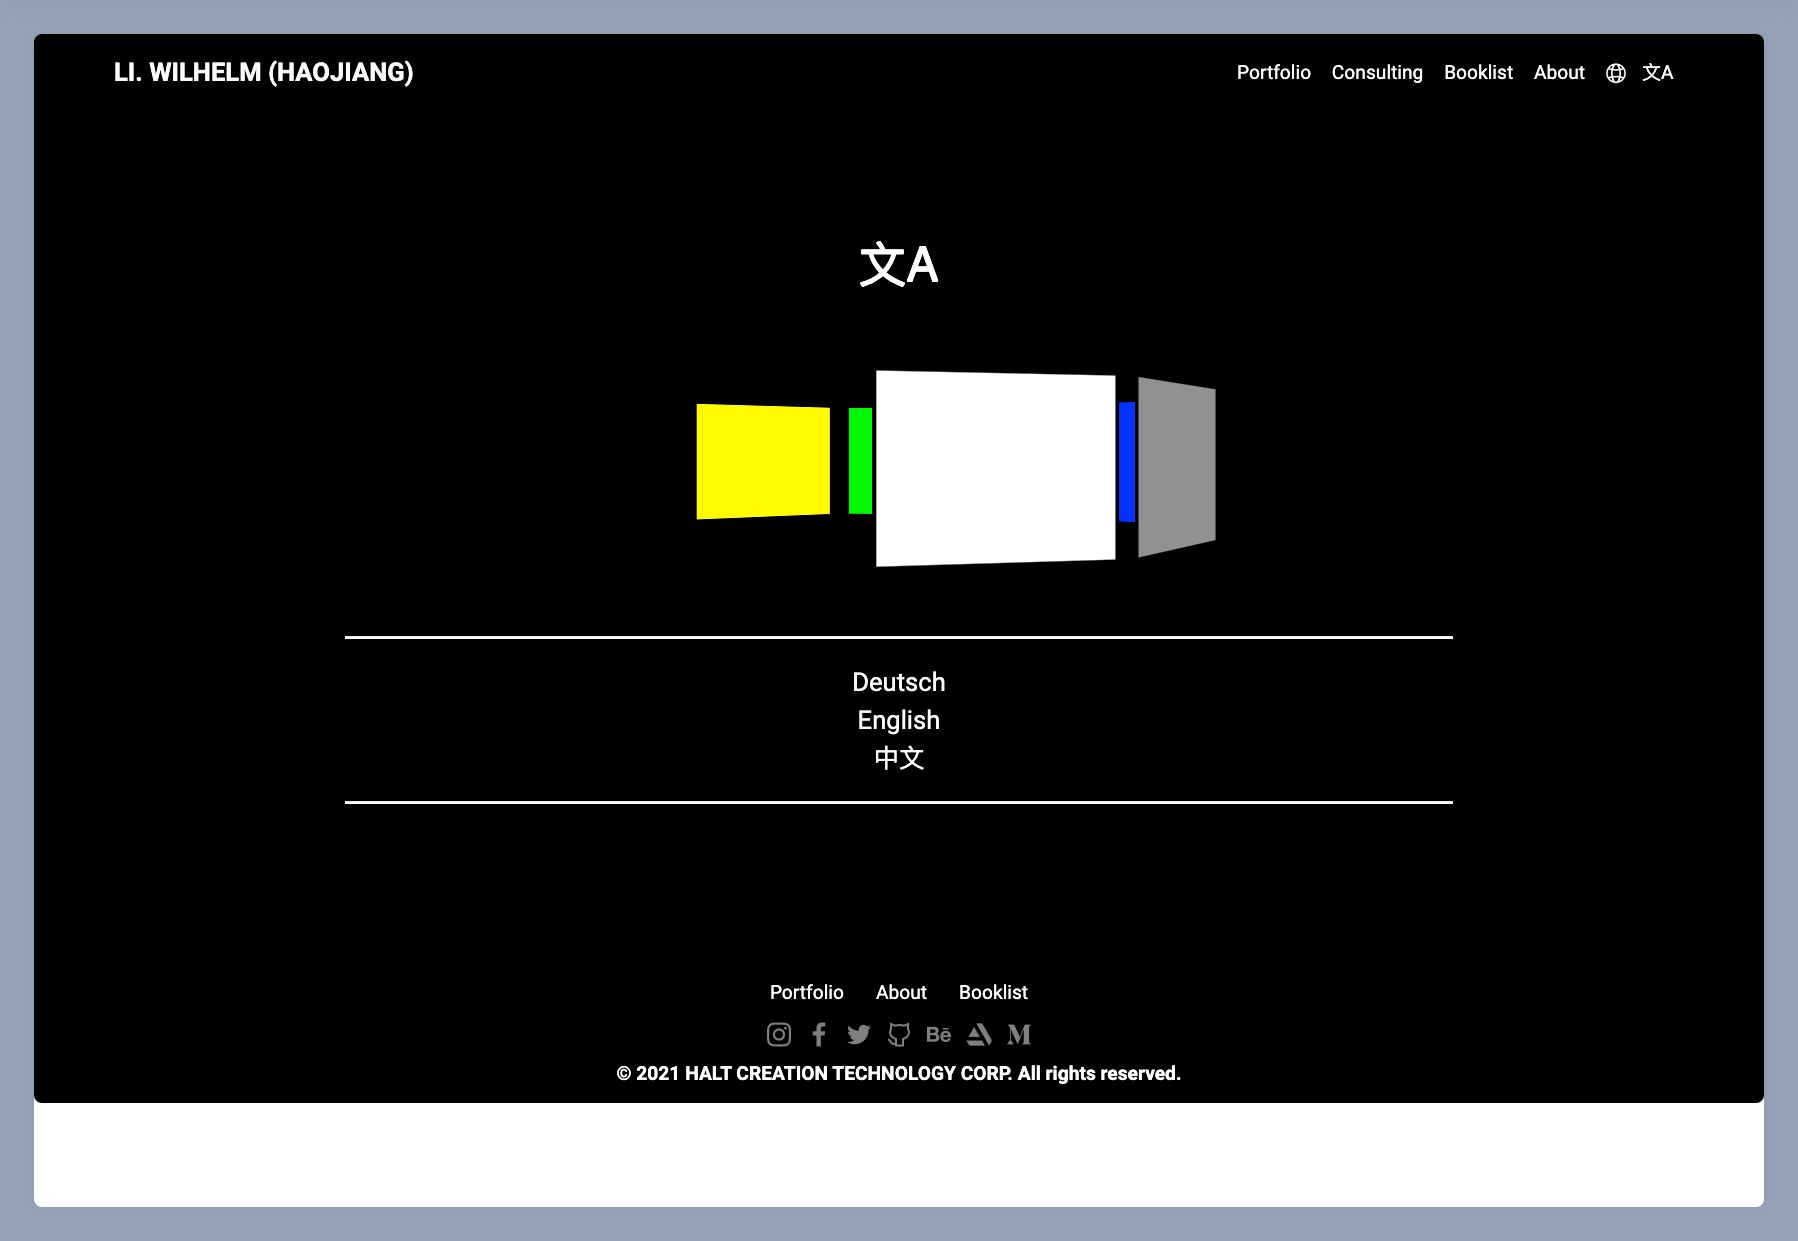 LI. WILHELM (HAOJIANG)
Portfolio Consulting Booklist About 文A
文A
Deutsch
English
中文
Portfolio About Booklist
Bē
© 2021 HALT CREATION TECHNOLOGY CORP. All rights reserved.